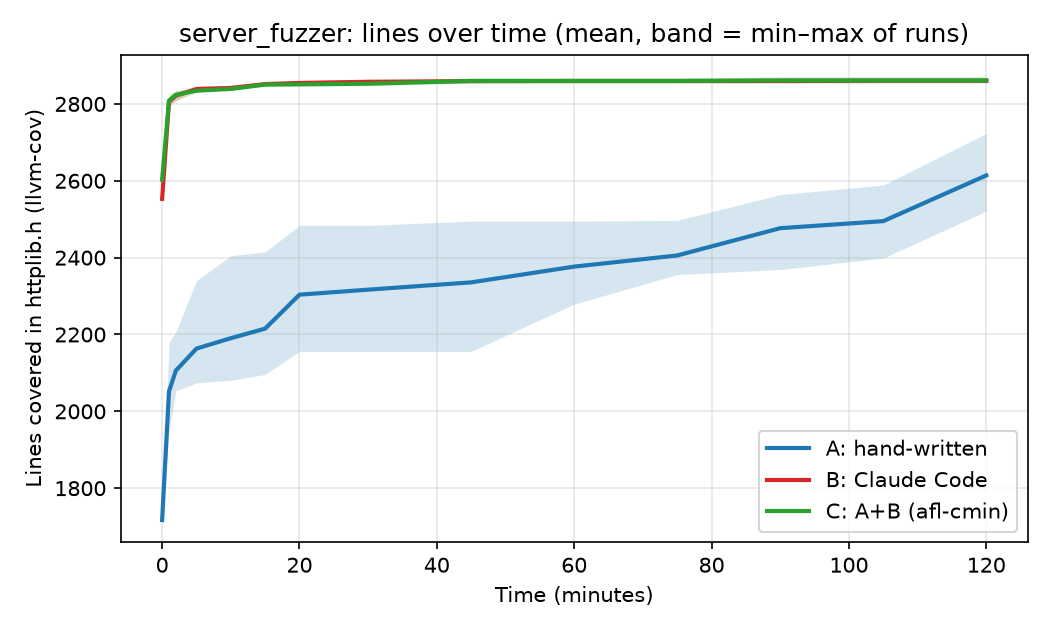 server_fuzzer: lines over time (mean, band = min–max of runs)
Lines covered in httplib.h (llvm-cov)
2800
2600
2400
2200
2000
1800
A: hand-written
B: Claude Code
C: A+B (afl-cmin)
0 20 40 60 80 100 120
Time (minutes)